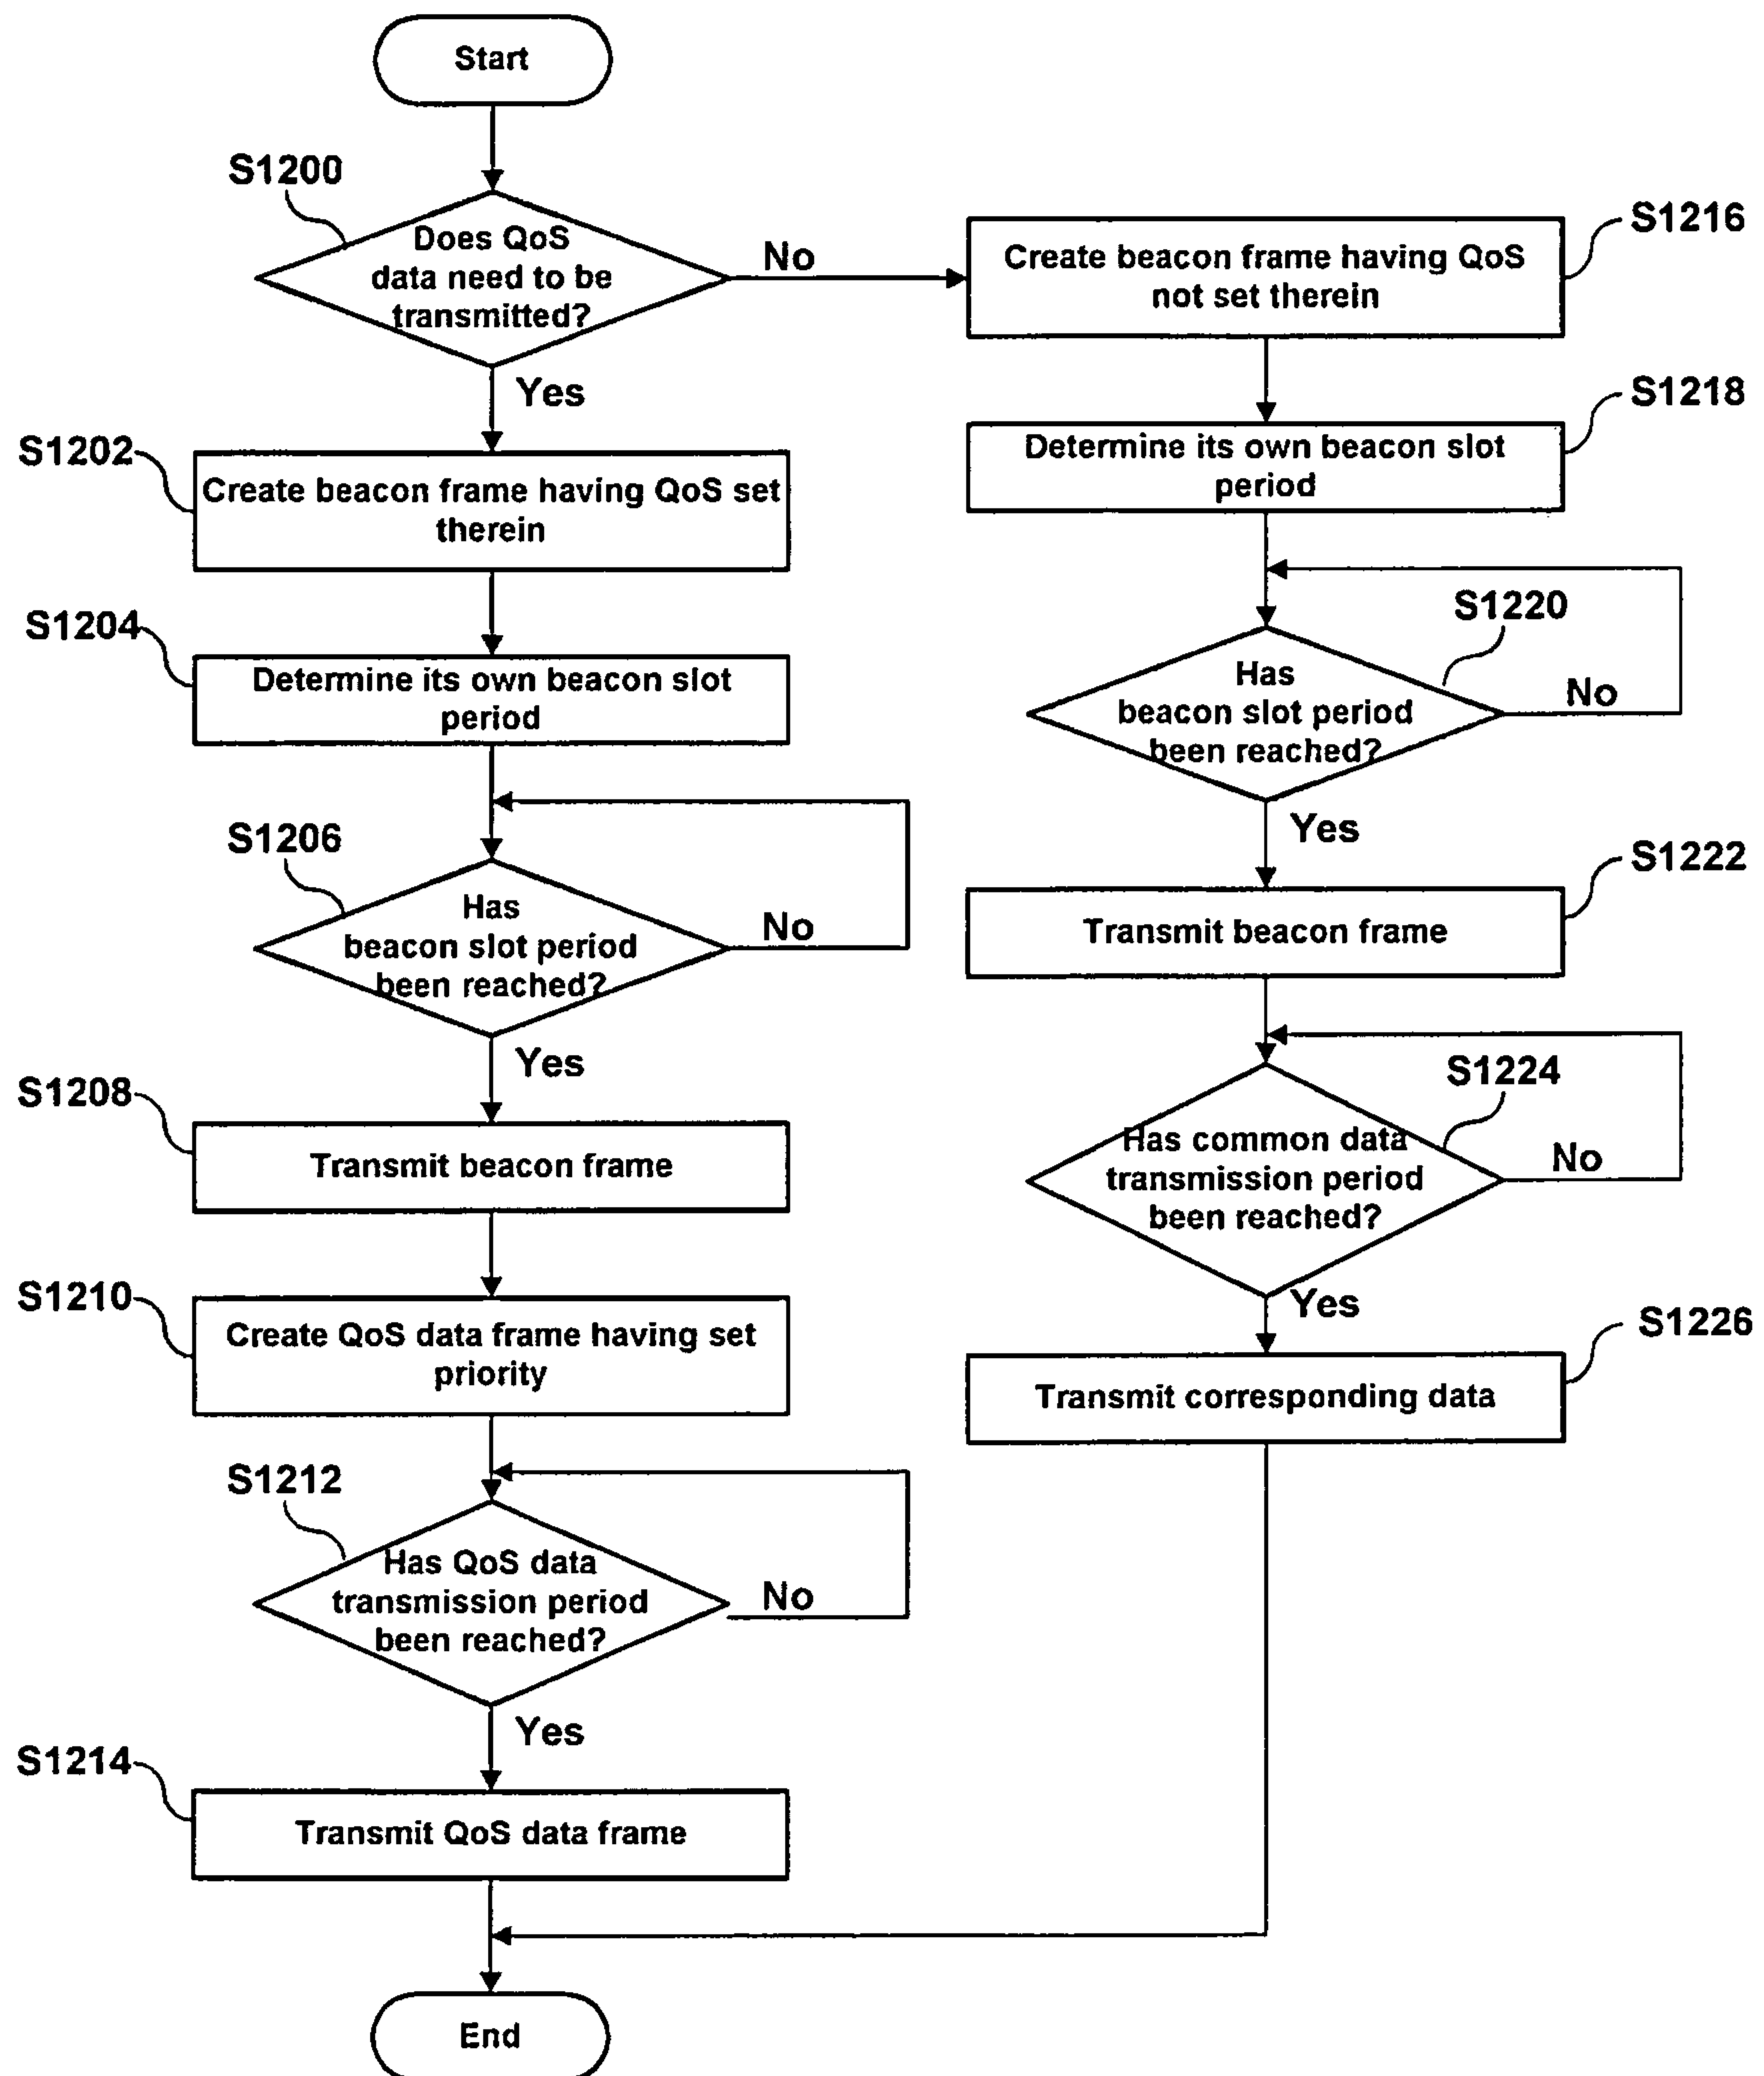 Start
S1200
Does QoS
data need to be
transmitted?
No
Yes
S1202
Create beacon frame having QoS set
therein
S1204
Determine its own beacon slot
period
S1206
Has
beacon slot period
been reached?
No
Yes
S1208
Transmit beacon frame
S1210
Create QoS data frame having set
priority
S1212
Has QoS data
transmission period
been reached?
No
Yes
S1214
Transmit QoS data frame
End
S1216
Create beacon frame having QoS
not set therein
S1218
Determine its own beacon slot
period
S1220
Has
beacon slot period
been reached?
No
Yes
S1222
Transmit beacon frame
S1224
Has common data
transmission period
been reached?
No
Yes
S1226
Transmit corresponding data